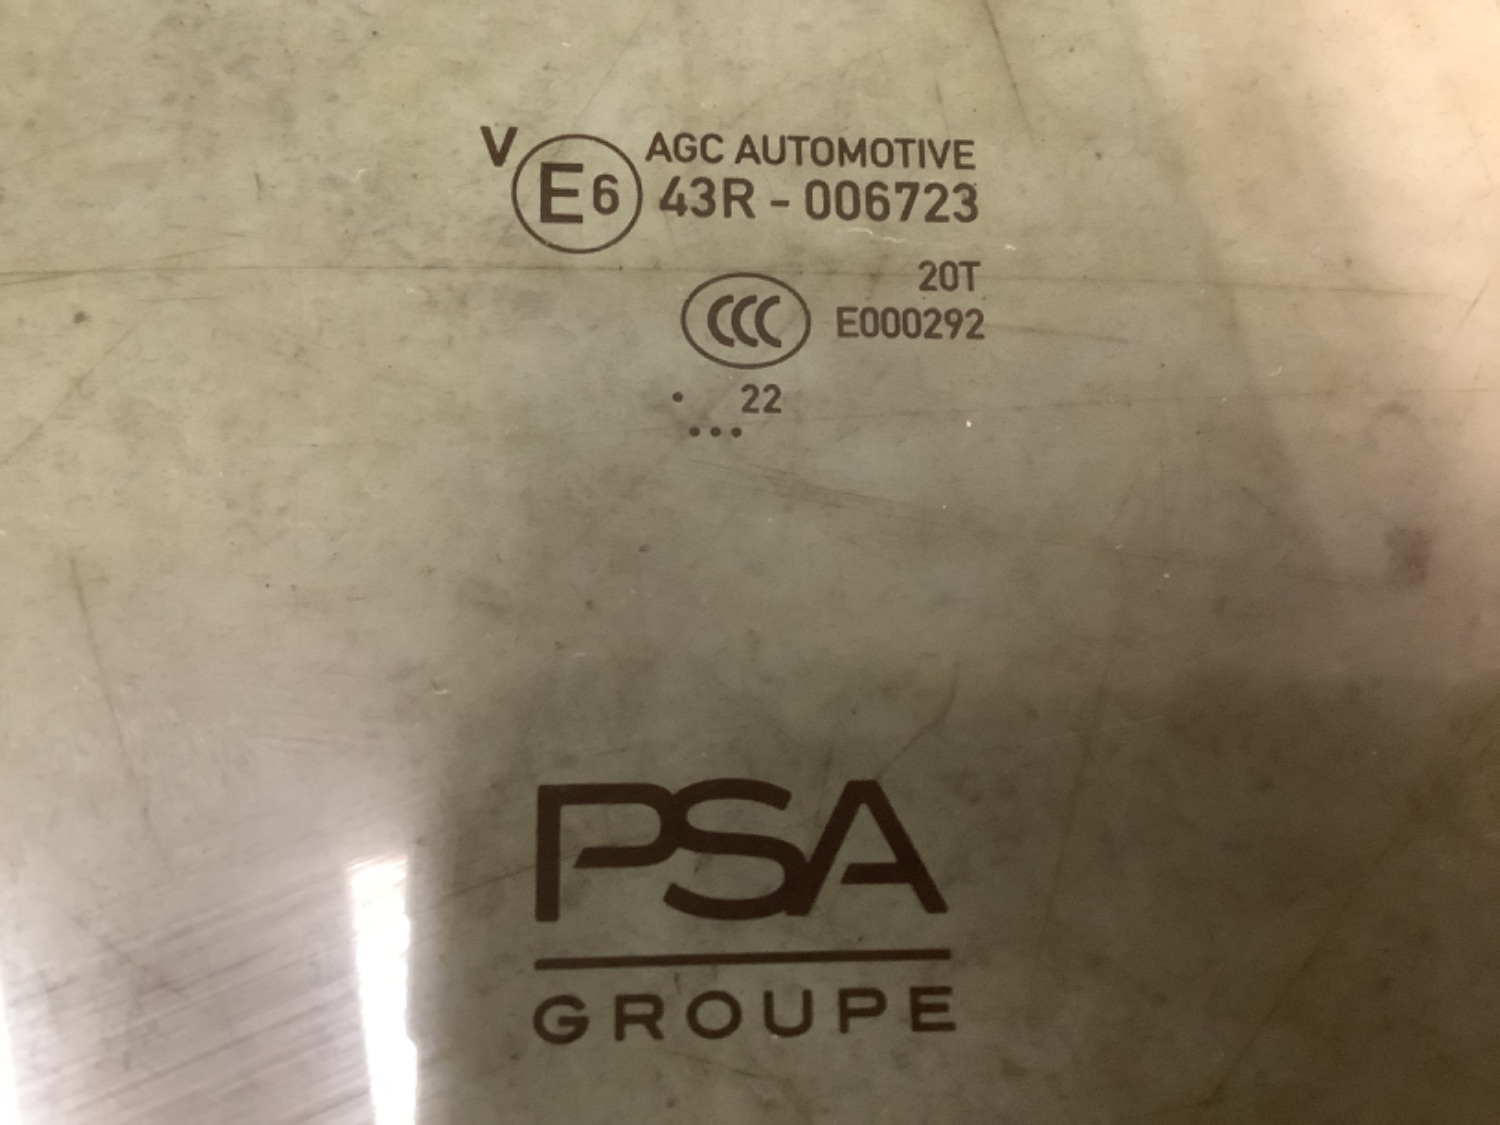 V
E6 AGC AUTOMOTIVE
43R - 006723
20T
CCC E000292
. 22
...
PSA
GROUPE